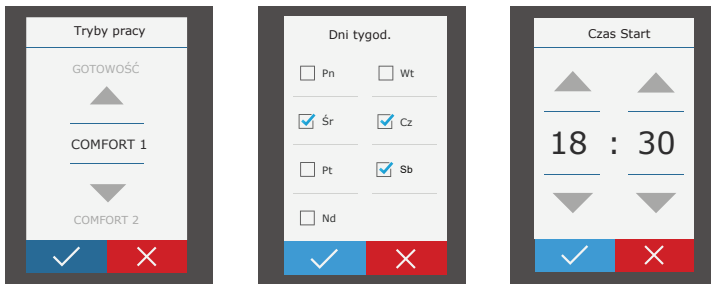 Tryby pracy
GOTOWOŚĆ
COMFORT 1
COMFORT 2
Dni tygod.
Pn Wt
Śr Cz
Pt Sb
Nd
Czas Start
18 : 30